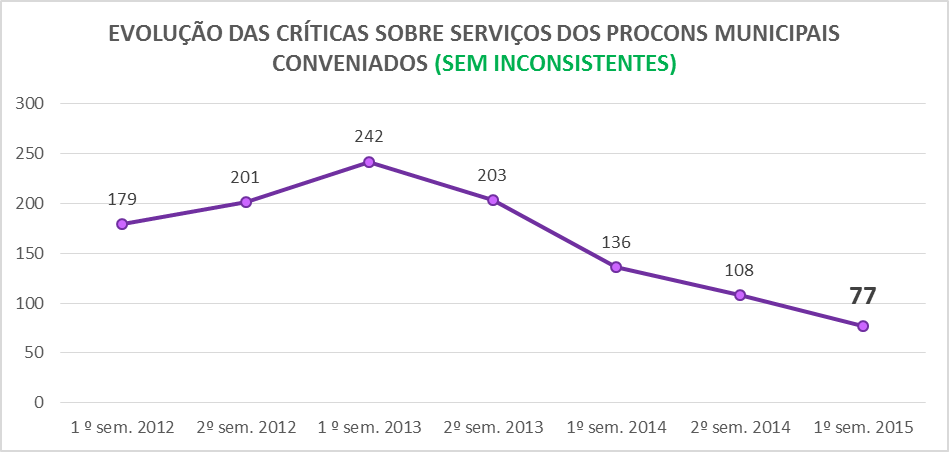 EVOLUÇÃO DAS CRÍTICAS SOBRE SERVIÇOS DOS PROCONS MUNICIPAIS
CONVENIADOS (SEM INCONSISTENTES)
300
250
200
150
100
50
0
179
201
242
203
136
108
77
1 º sem. 2012
2º sem. 2012
1 º sem. 2013
2º sem. 2013
1º sem. 2014
2º sem. 2014
1º sem. 2015